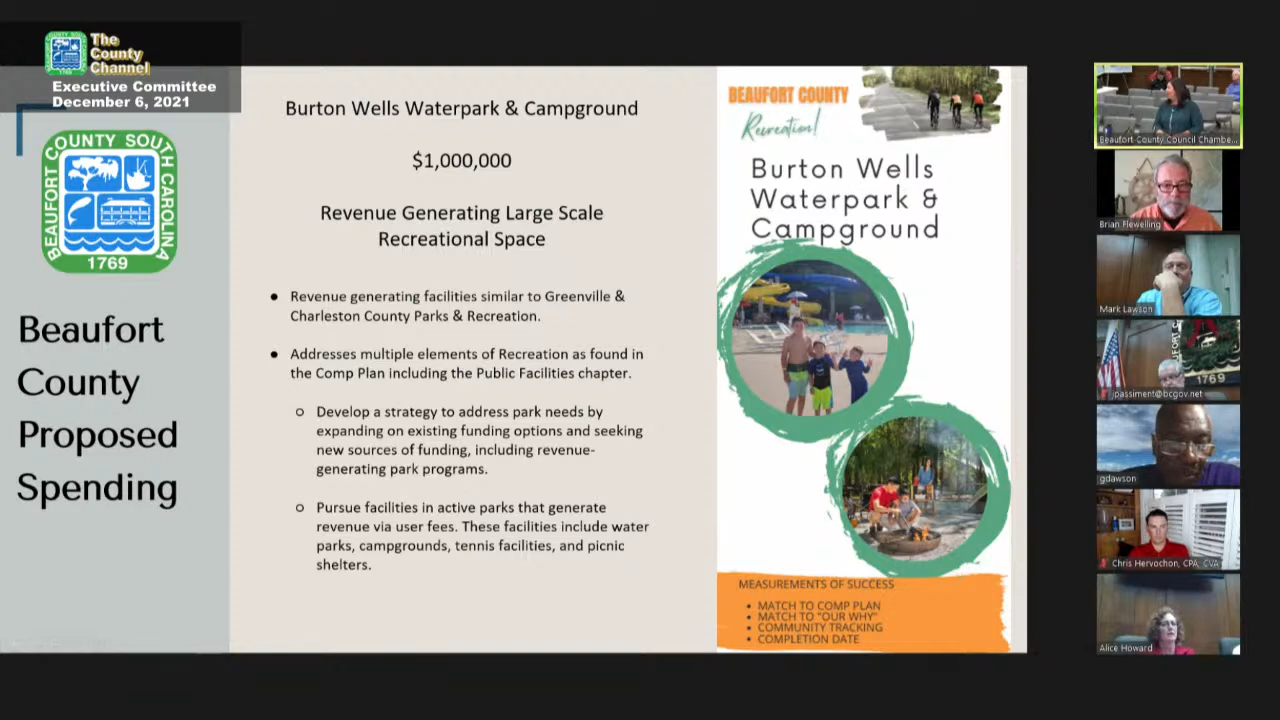 The
County
Channel
Executive Committee
December 6, 2021
BEAUFORT COUNTY SOUTH CAROLINA
1769
Beaufort
County
Proposed
Spending
Burton Wells Waterpark & Campground
$1,000,000
Revenue Generating Large Scale
Recreational Space
● Revenue generating facilities similar to Greenville &
Charleston County Parks & Recreation.
● Addresses multiple elements of Recreation as found in
the Comp Plan including the Public Facilities chapter.
○ Develop a strategy to address park needs by
expanding on existing funding options and seeking
new sources of funding, including revenue-
generating park programs.
○ Pursue facilities in active parks that generate
revenue via user fees. These facilities include water
parks, campgrounds, tennis facilities, and picnic
shelters.
BEAUFORT COUNTY
Recreation!
Burton Wells
Waterpark &
Campground
MEASUREMENTS OF SUCCESS
• MATCH TO COMP PLAN
• MATCH TO "OUR WHY"
• COMMUNITY TRACKING
• COMPLETION DATE
Beaufort County Council Chambe...
Brian Flewelling
Mark Lawson
1769
jpassiment@bcgov.net
gdawson
Chris Hervochon, CPA, CVA
Alice Howard